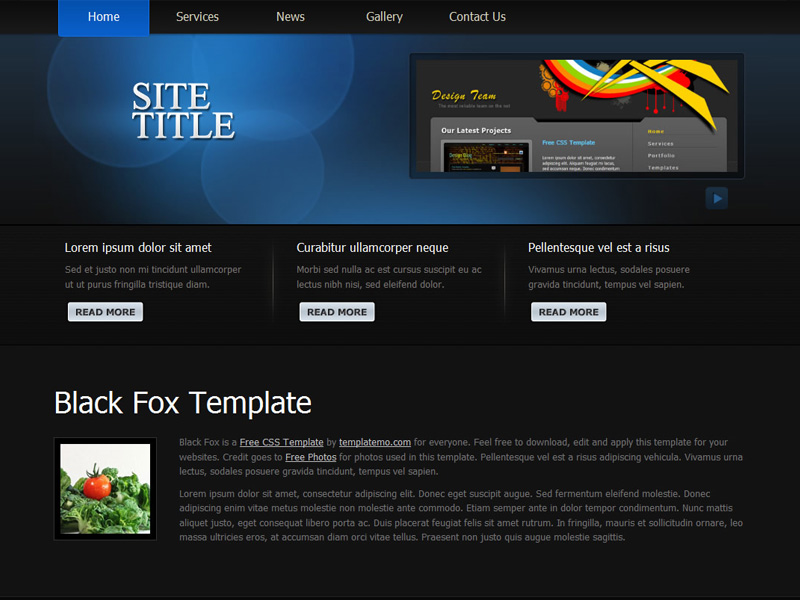 Home Services News Gallery Contact Us
SITE
TITLE
Design Team
The most reliable team on the net
Our Latest Projects
Free CSS Template
Lorem ipsum dolor sit amet, consectetur
adipiscing elit. Aliquam feugiat lacus,
Home
Services
Portfolio
Templates
Lorem ipsum dolor sit amet
Sed et justo non mi tincidunt ullamcorper
ut ut purus fringilla tristique diam.
READ MORE
Curabitur ullamcorper neque
Morbi sed nulla ac est cursus suscipit eu ac
lectus nibh nisi, sed eleifend dolor.
READ MORE
Pellentesque vel est a risus
Vivamus urna lectus, sodales posuere
gravida tincidunt, tempus vel sapien.
READ MORE
Black Fox Template
Black Fox is a Free CSS Template by templatemo.com for everyone. Feel free to download, edit and apply this template for your
websites. Credit goes to Free Photos for photos used in this template. Pellentesque vel est a risus adipiscing vehicula. Vivamus urna
lectus, sodales posuere gravida tincidunt, tempus vel sapien.
Lorem ipsum dolor sit amet, consectetur adipiscing elit. Donec eget suscipit augue. Sed fermentum eleifend molestie. Donec
adipiscing enim vitae metus molestie non molestie ante commodo. Etiam semper ante in dolor tempor condimentum. Nunc mattis
aliquet justo, eget consequat libero porta ac. Duis placerat feugiat felis sit amet rutrum. In fringilla, mauris et sollicitudin ornare, leo
massa ultricies eros, at accumsan diam orci vitae tellus. Praesent non justo quis augue molestie sagittis.